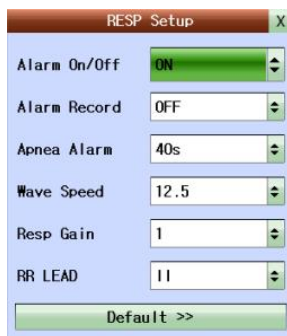 RESP Setup X
Alarm On/Off ON
Alarm Record OFF
Apnea Alarm 40s
Wave Speed 12.5
Resp Gain 1
RR LEAD II
Default >>